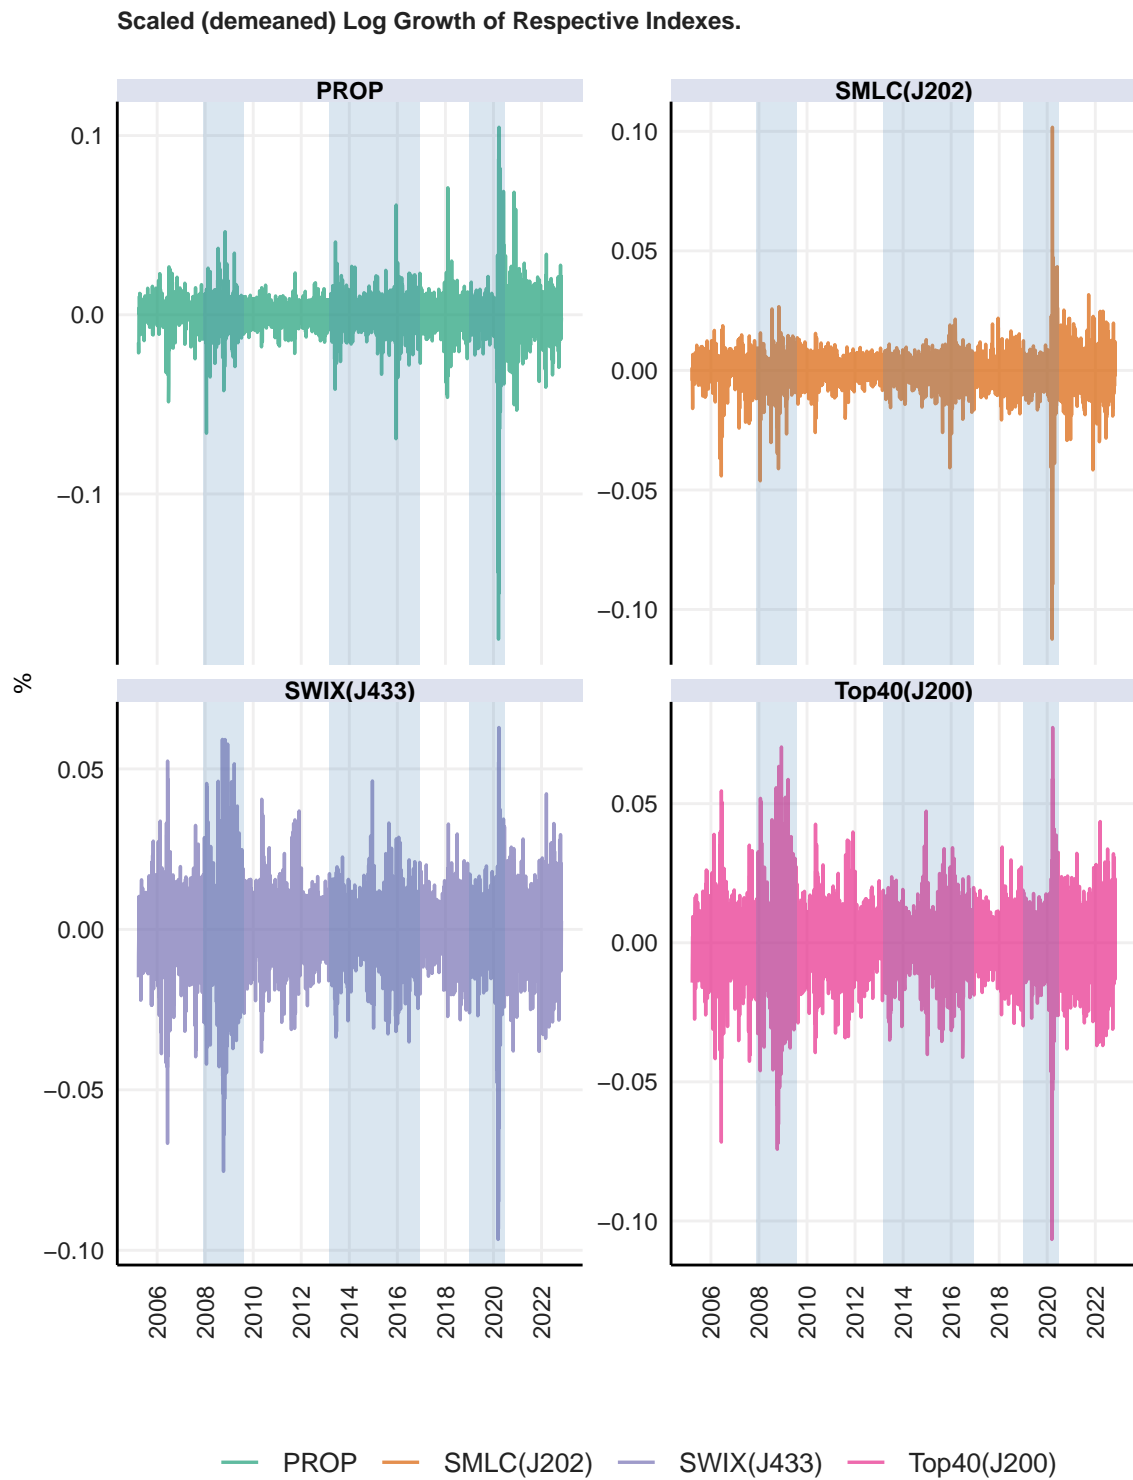 Scaled (demeaned) Log Growth of Respective Indexes.
PROP
SMLC(J202)
0.1
0.0
−0.1
0.10
0.05
0.00
−0.05
−0.10
%
SWIX(J433)
Top40(J200)
0.05
0.00
−0.05
−0.10
0.05
0.00
−0.05
−0.10
2006 2008 2010 2012 2014 2016 2018 2020 2022
2006 2008 2010 2012 2014 2016 2018 2020 2022
PROP SMLC(J202) SWIX(J433) Top40(J200)